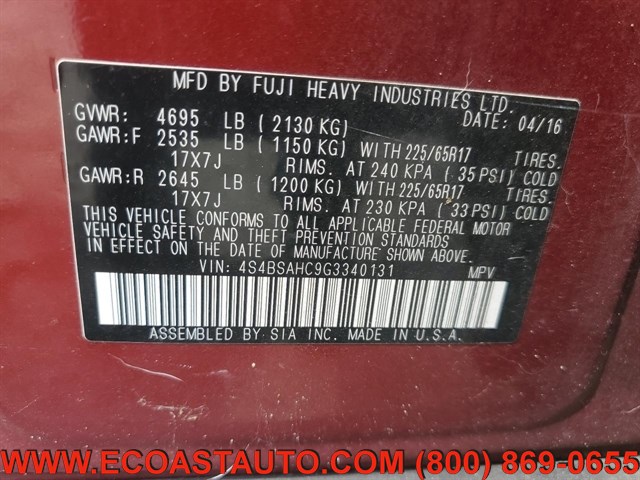 MFD BY FUJI HEAVY INDUSTRIES LTD.
GVWR: 4695 LB (2130 KG) DATE: 04/16
GAWR:F 2535 LB (1150 KG) WITH 225/65R17 TIRES.
17X7J RIMS. AT 240 KPA (35 PSI) COLD
GAWR:R 2645 LB (1200 KG) WITH 225/65R17 TIRES.
17X7J RIMS. AT 230 KPA (33 PSI) COLD
THIS VEHICLE CONFORMS TO ALL APPLICABLE FEDERAL MOTOR
VEHICLE SAFETY AND THEFT PREVENTION STANDARDS
IN EFFECT ON THE DATE OF MANUFACTURE SHOWN ABOVE.
VIN: 4S4BSAHC9G3340131 MPV
ASSEMBLED BY SIA INC. MADE IN U.S.A.
WWW.ECOASTAUTO.COM (800) 869-0655